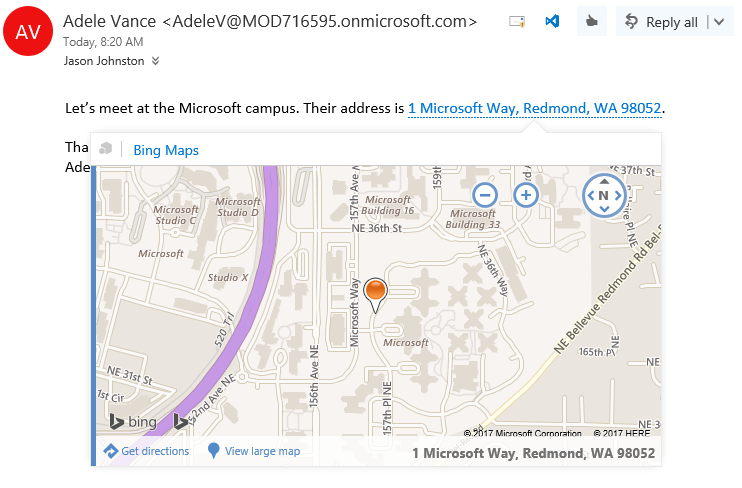 AV
Adele Vance <AdeleV@MOD716595.onmicrosoft.com>
Reply all
Today, 8:20 AM
Jason Johnston
Let's meet at the Microsoft campus. Their address is 1 Microsoft Way, Redmond, WA 98052.
Tha
Ade
Bing Maps
Microsoft Studio C
Microsoft Studio D
Microsoft
Studio X
520 Trl
NE 31st St
31st Cir
152nd Ave NE
156th Ave NE
Microsoft Way
157th Ave NE
Microsoft Building 16
NE 36th St
159th
Microsoft Building 33
NE 36th Way
Microsoft
157th Pl NE
NE 37th St
N
NE Bellevue Redmond Rd
Bel-
165th Pl
NE
bing
© 2017 Microsoft Corporation © 2017 HERE
Get directions
View large map
1 Microsoft Way, Redmond, WA 98052